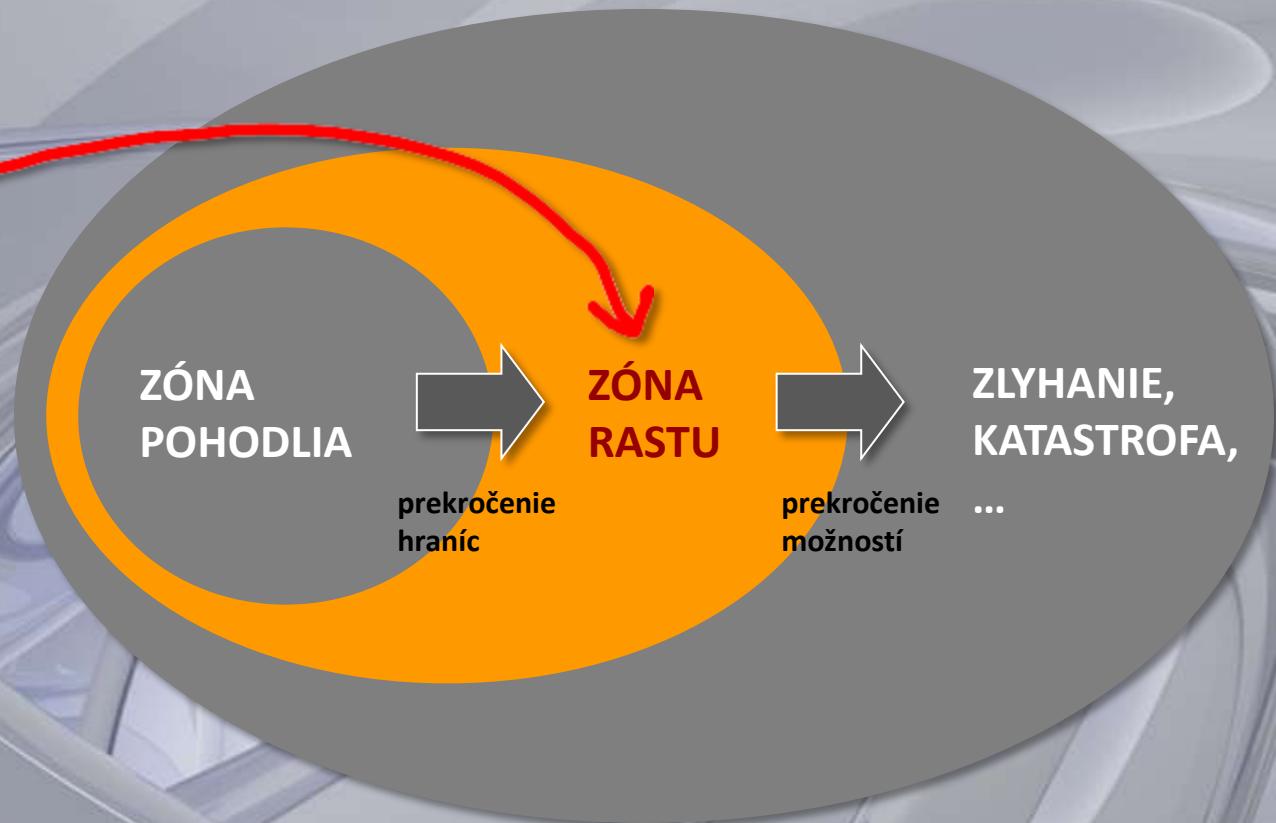 ZÓNA
POHODLIA
prekročenie
hraníc
ZÓNA
RASTU
prekročenie
možností
ZLYHANIE,
KATASTROFA,
...